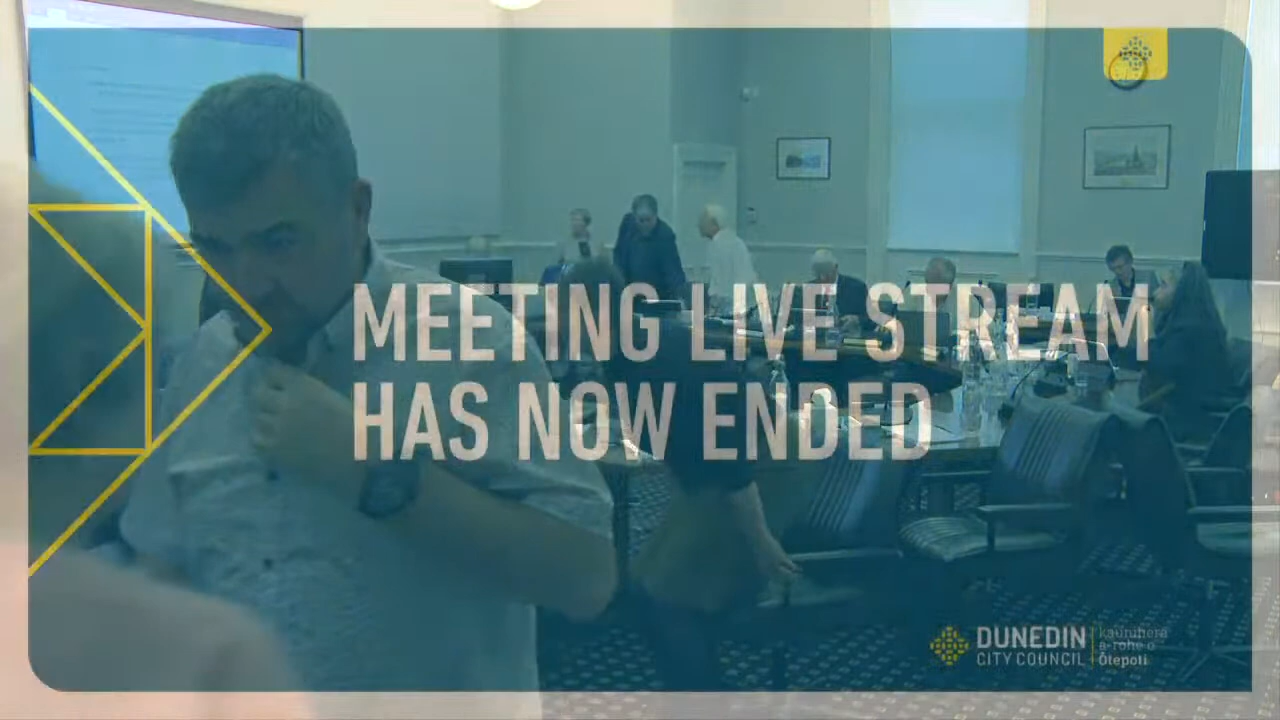 MEETING LIVE STREAM
HAS NOW ENDED
DUNEDIN
CITY COUNCIL
kaunihera
a-rohe o
Ōtepoti